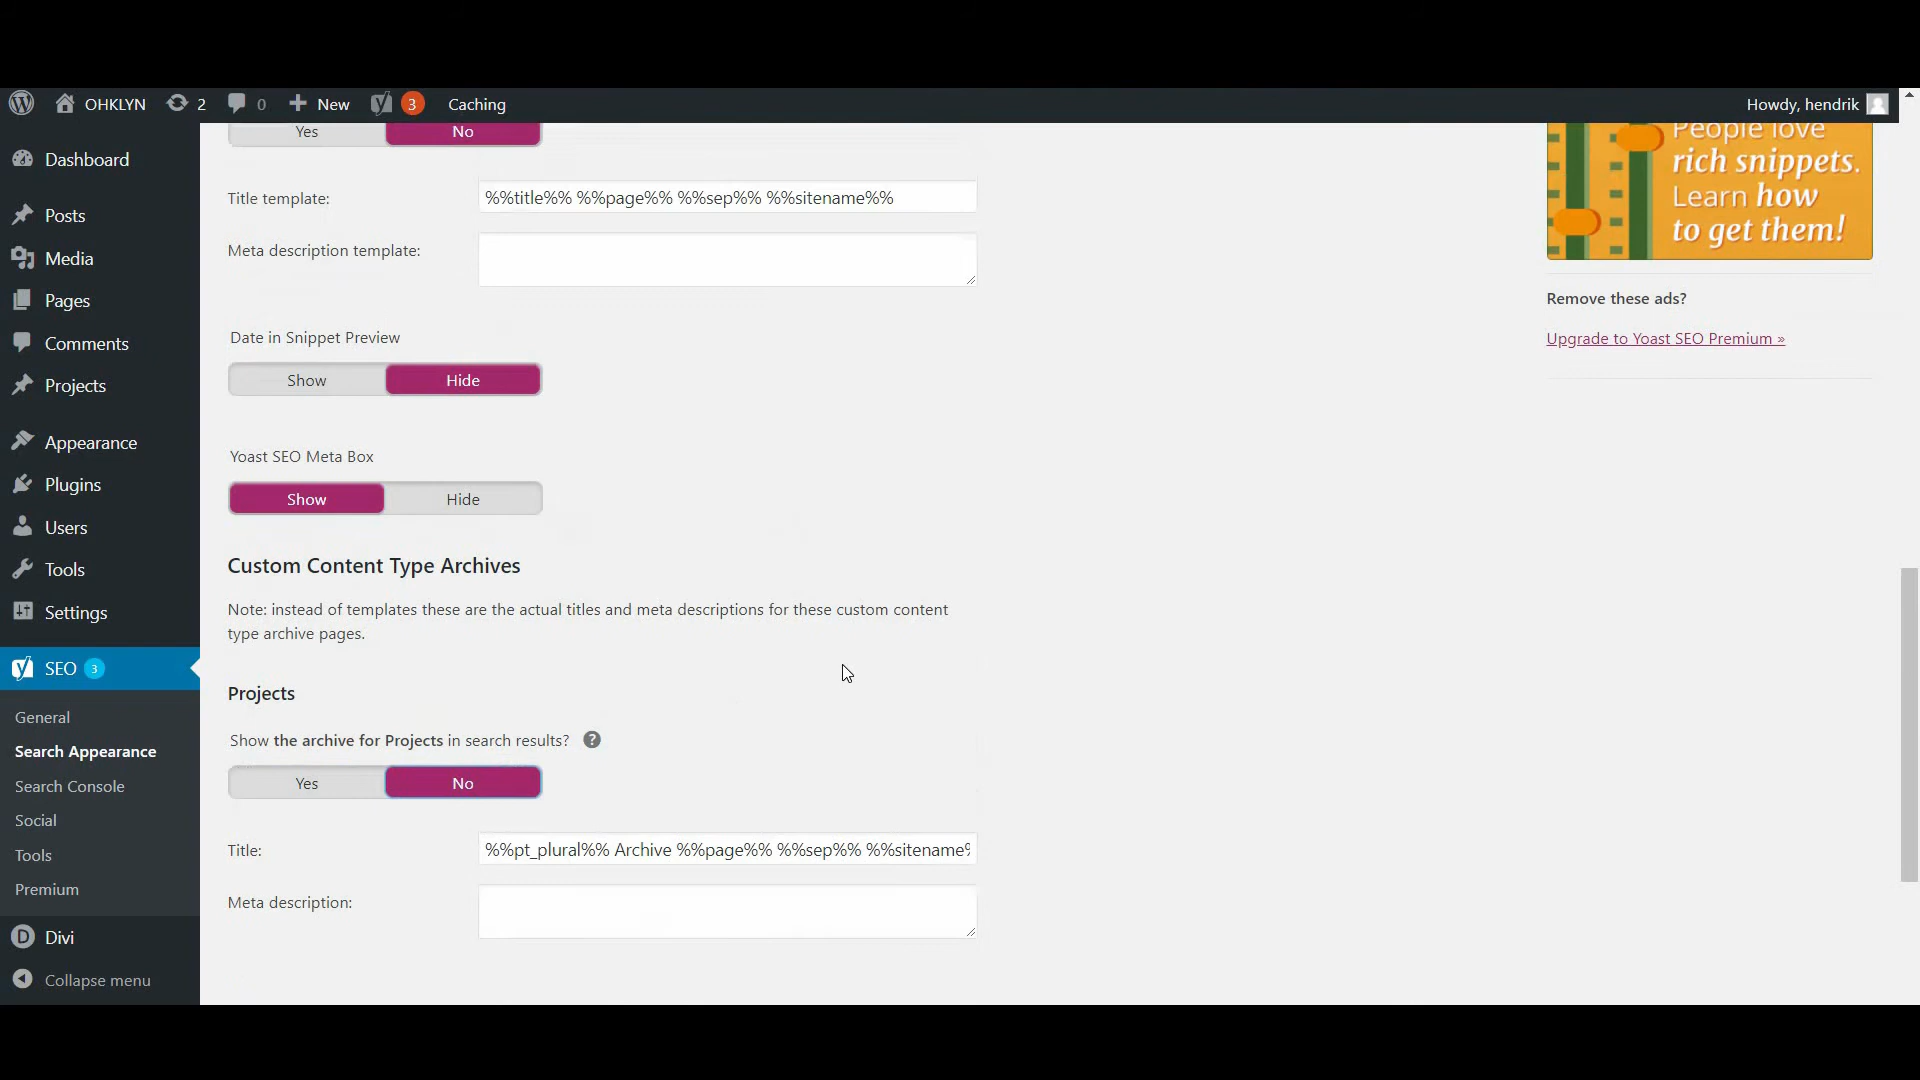 OHKLYN 2 0 New 3 Caching Howdy, hendrik
Dashboard
Posts
Media
Pages
Comments
Projects
Appearance
Plugins
Users
Tools
Settings
SEO 3
General
Search Appearance
Search Console
Social
Tools
Premium
Divi
Collapse menu
Yes No
Title template: %%title%% %%page%% %%sep%% %%sitename%%
Meta description template:
Date in Snippet Preview
Show Hide
Yoast SEO Meta Box
Show Hide
Custom Content Type Archives
Note: instead of templates these are the actual titles and meta descriptions for these custom content
type archive pages.
Projects
Show the archive for Projects in search results? ?
Yes No
Title: %%pt_plural%% Archive %%page%% %%sep%% %%sitename%
Meta description:
People love
rich snippets.
Learn how
to get them!
Remove these ads?
Upgrade to Yoast SEO Premium »